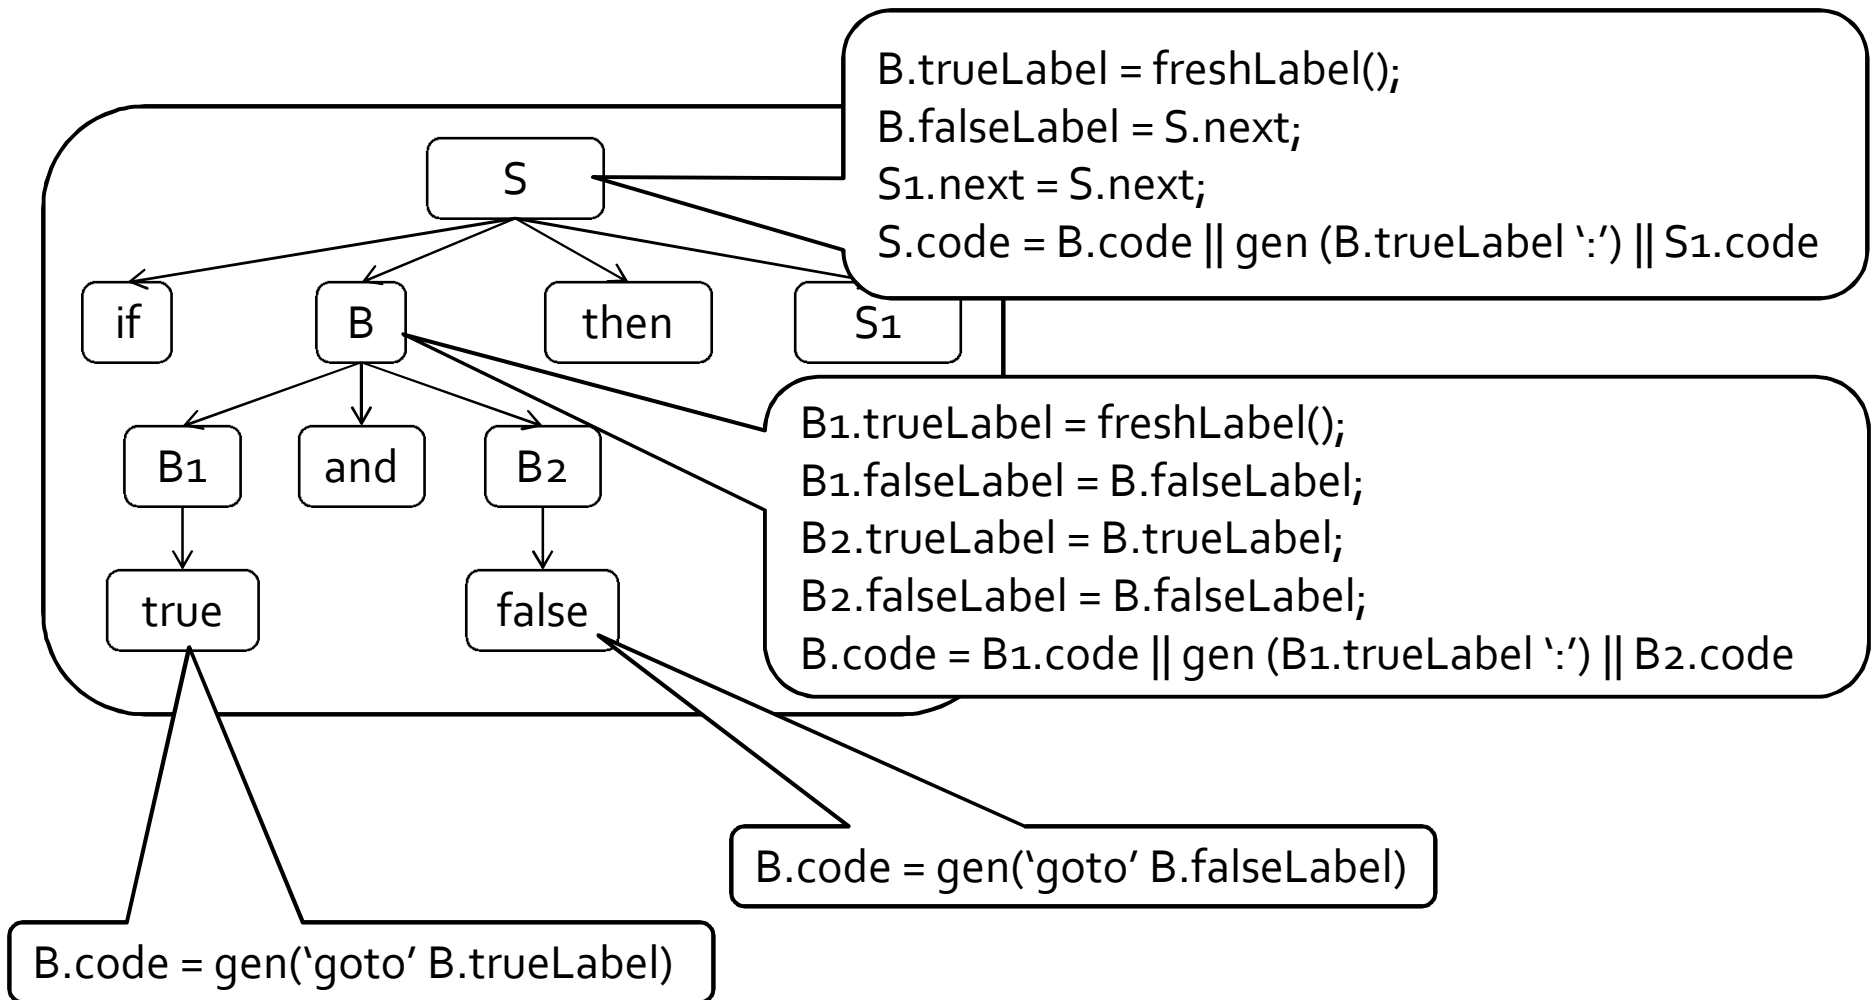 B.trueLabel = freshLabel();
B.falseLabel = S.next;
S1.next = S.next;
S.code = B.code || gen (B.trueLabel ‘:’) || S1.code
S
if
B
then
S1
B1.trueLabel = freshLabel();
B1.falseLabel = B.falseLabel;
B2.trueLabel = B.trueLabel;
B2.falseLabel = B.falseLabel;
B.code = B1.code || gen (B1.trueLabel ‘:’) || B2.code
B1
and
B2
true
false
B.code = gen(‘goto’ B.falseLabel)
B.code = gen(‘goto’ B.trueLabel)